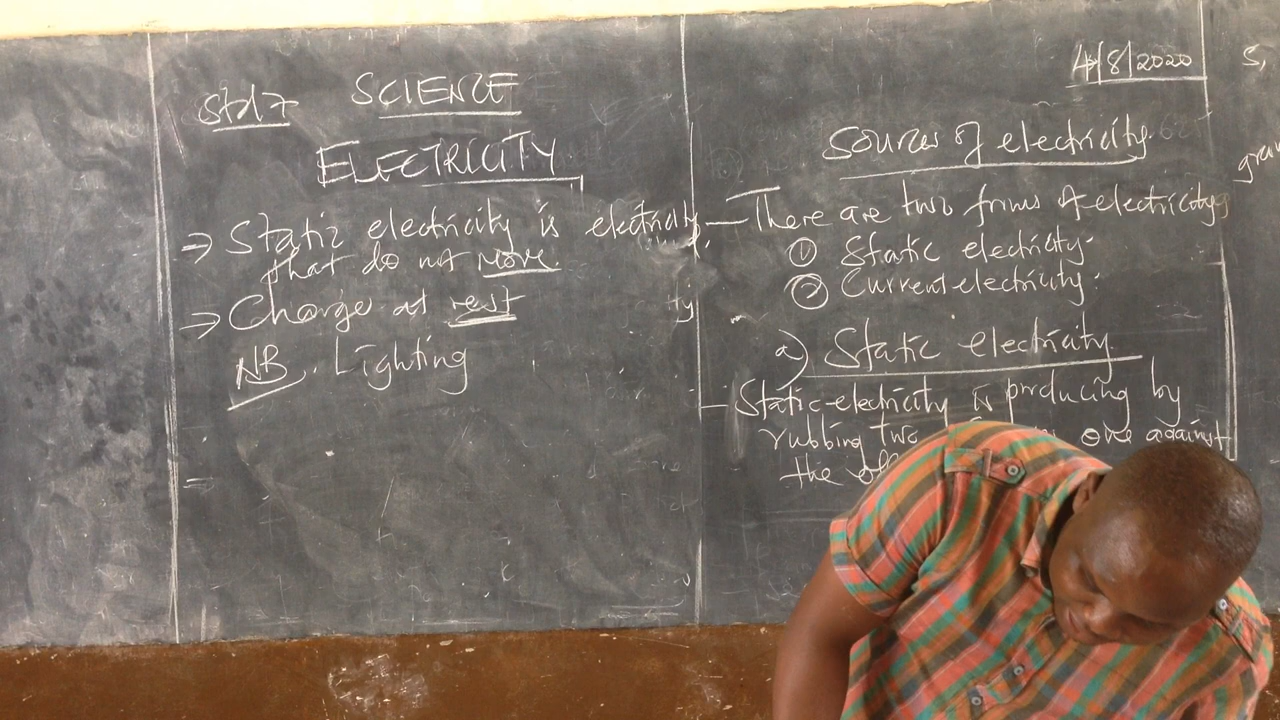 Std 7 SCIENCE
ELECTRICITY
→ Static electricity is electricity
that do not move.
→ Charge at rest
NB. Lighting
4/8/2020
Sources of electricity.
— There are two forms of electricity
① Static electricity.
② Current electricity.
a) Static electricity
— Static electricity is producing by
rubbing two one against
the